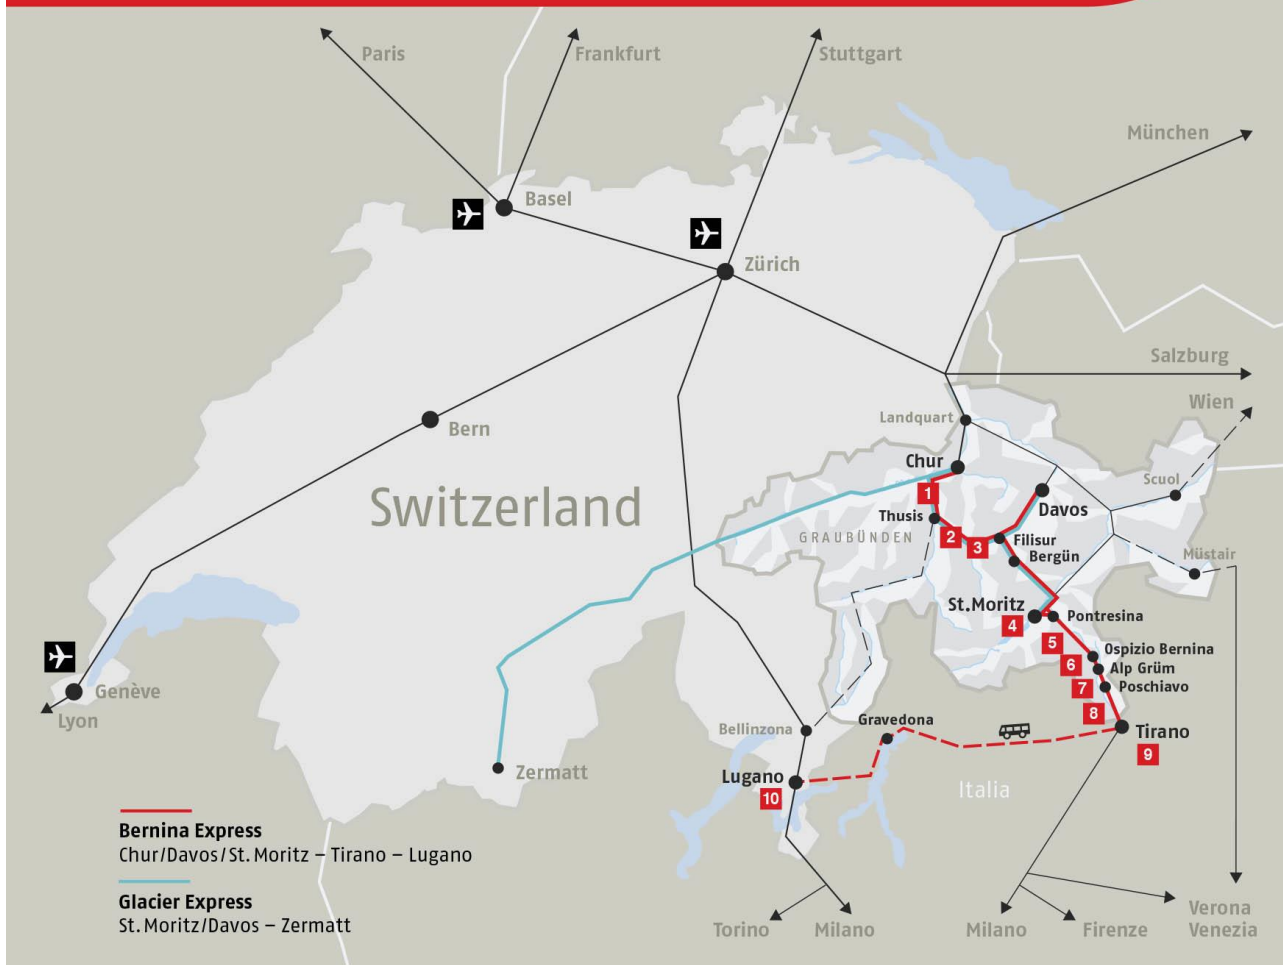 Paris
Frankfurt
Stuttgart
München
Basel
Zürich
Salzburg
Wien
Landquart
Bern
Chur
Scuol
Switzerland
1
Davos
Thusis
GRAUBÜNDEN
2
3
Filisur
Bergün
Müstair
St. Moritz
4
Pontresina
5
Ospizio Bernina
6
Alp Grüm
7
Poschiavo
Genève
Lyon
8
Gravedona
Bellinzona
Tirano
9
Zermatt
Lugano
10
Italia
Bernina Express
Chur/Davos/St. Moritz – Tirano – Lugano
Glacier Express
St. Moritz/Davos – Zermatt
Torino
Milano
Milano
Firenze
Verona
Venezia